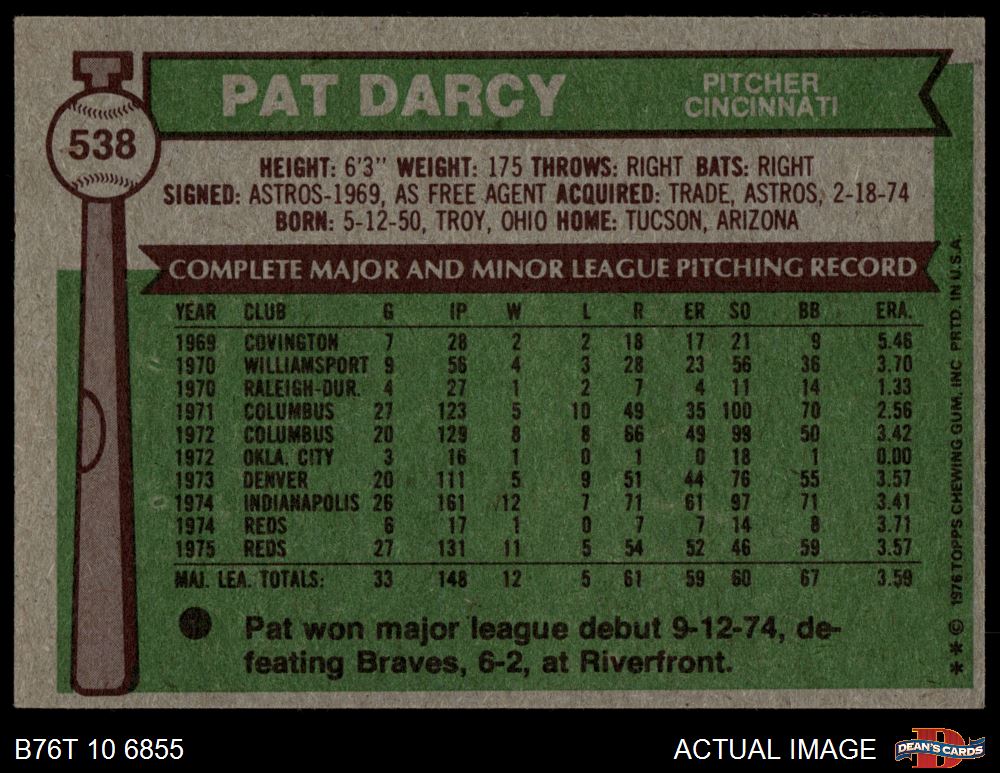 538
PAT DARCY
PITCHER
CINCINNATI
HEIGHT: 6'3" WEIGHT: 175 THROWS: RIGHT BATS: RIGHT
SIGNED: ASTROS-1969, AS FREE AGENT ACQUIRED: TRADE, ASTROS, 2-18-74
BORN: 5-12-50, TROY, OHIO HOME: TUCSON, ARIZONA
COMPLETE MAJOR AND MINOR LEAGUE PITCHING RECORD
YEAR CLUB G IP W L R ER SO BB ERA.
1969 COVINGTON 7 28 2 2 18 17 21 9 5.46
1970 WILLIAMSPORT 9 56 4 3 28 23 56 36 3.70
1970 RALEIGH-DUR. 4 27 1 2 7 4 11 14 1.33
1971 COLUMBUS 27 123 5 10 49 35 100 70 2.56
1972 COLUMBUS 20 129 8 8 66 49 99 50 3.42
1972 OKLA. CITY 3 16 1 0 1 0 18 1 0.00
1973 DENVER 20 111 5 9 51 44 76 55 3.57
1974 INDIANAPOLIS 26 161 12 7 71 61 97 71 3.41
1974 REDS 6 17 1 0 7 7 14 8 3.71
1975 REDS 27 131 11 5 54 52 46 59 3.57
MAJ. LEA. TOTALS: 33 148 12 5 61 59 60 67 3.59
Pat won major league debut 9-12-74, de-
feating Braves, 6-2, at Riverfront.
**© 1976 TOPPS CHEWING GUM, INC PRTD. IN U.S.A.
B76T 10 6855
ACTUAL IMAGE
D
DEAN'S CARDS